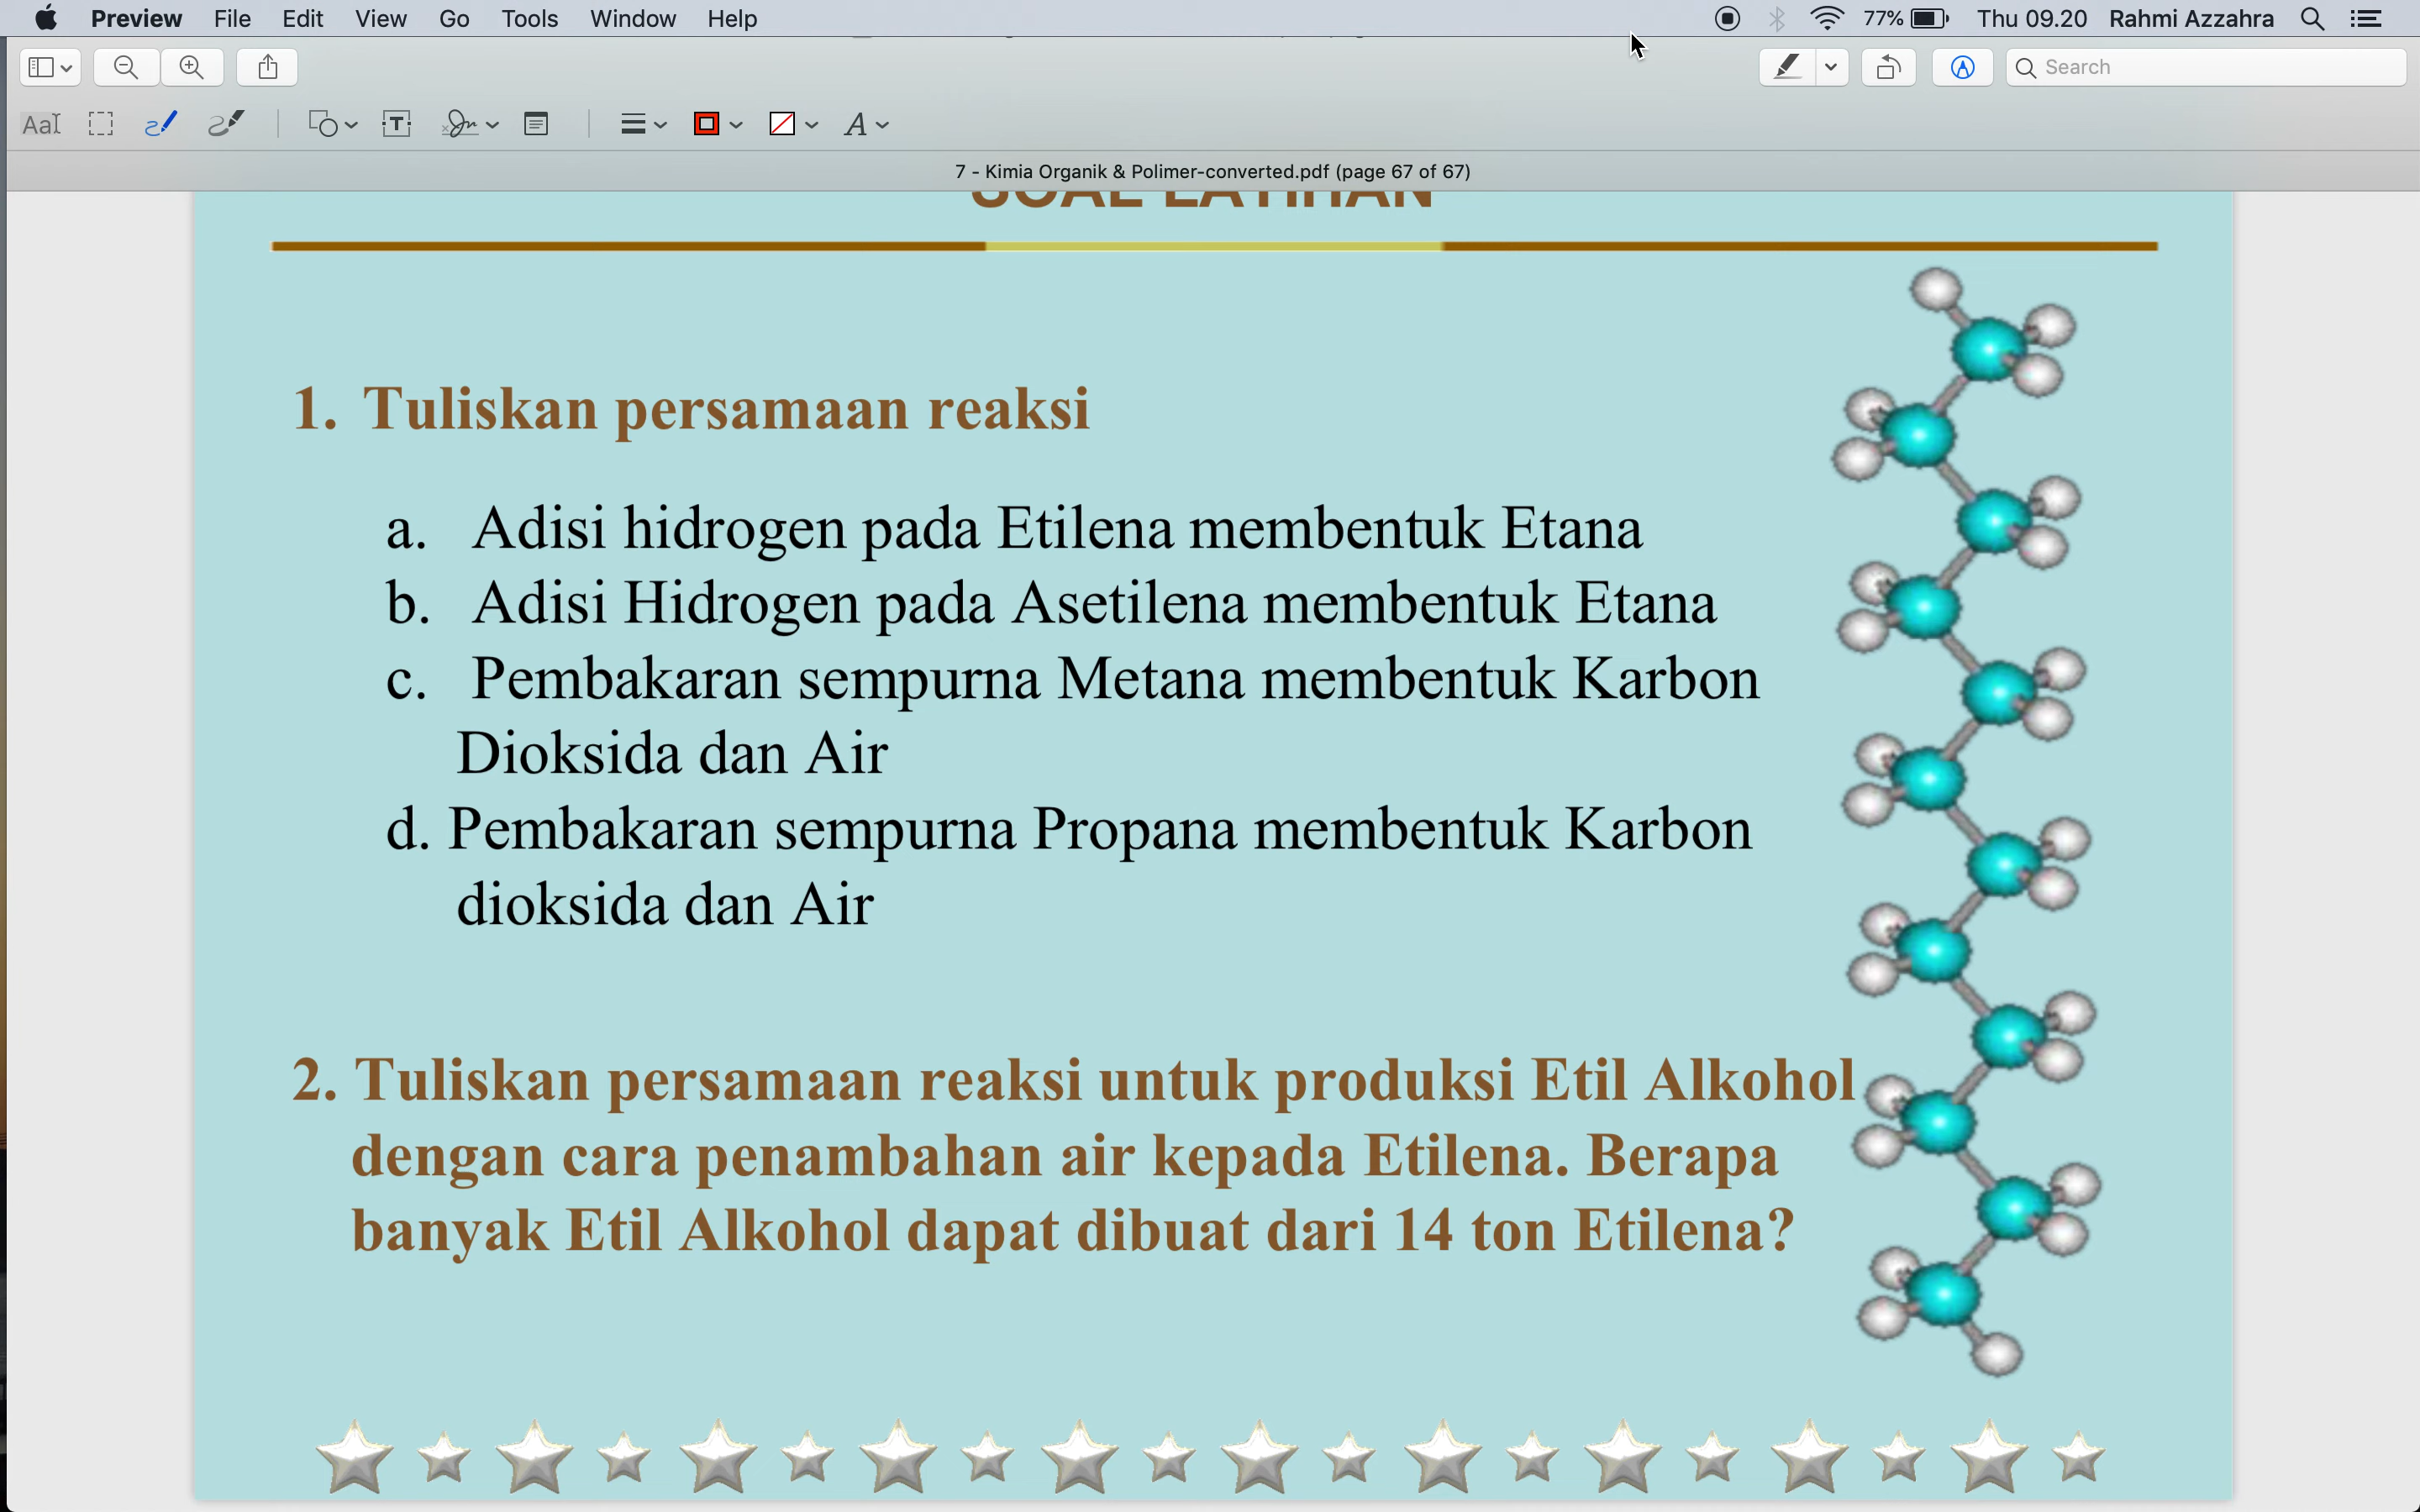 Preview File Edit View Go Tools Window Help 77% Thu 09.20 Rahmi Azzahra
Search
AaI T A
7 - Kimia Organik & Polimer-converted.pdf (page 67 of 67)
SOAL LATIHAN
1. Tuliskan persamaan reaksi
a. Adisi hidrogen pada Etilena membentuk Etana
b. Adisi Hidrogen pada Asetilena membentuk Etana
c. Pembakaran sempurna Metana membentuk Karbon
Dioksida dan Air
d. Pembakaran sempurna Propana membentuk Karbon
dioksida dan Air
2. Tuliskan persamaan reaksi untuk produksi Etil Alkohol
dengan cara penambahan air kepada Etilena. Berapa
banyak Etil Alkohol dapat dibuat dari 14 ton Etilena?